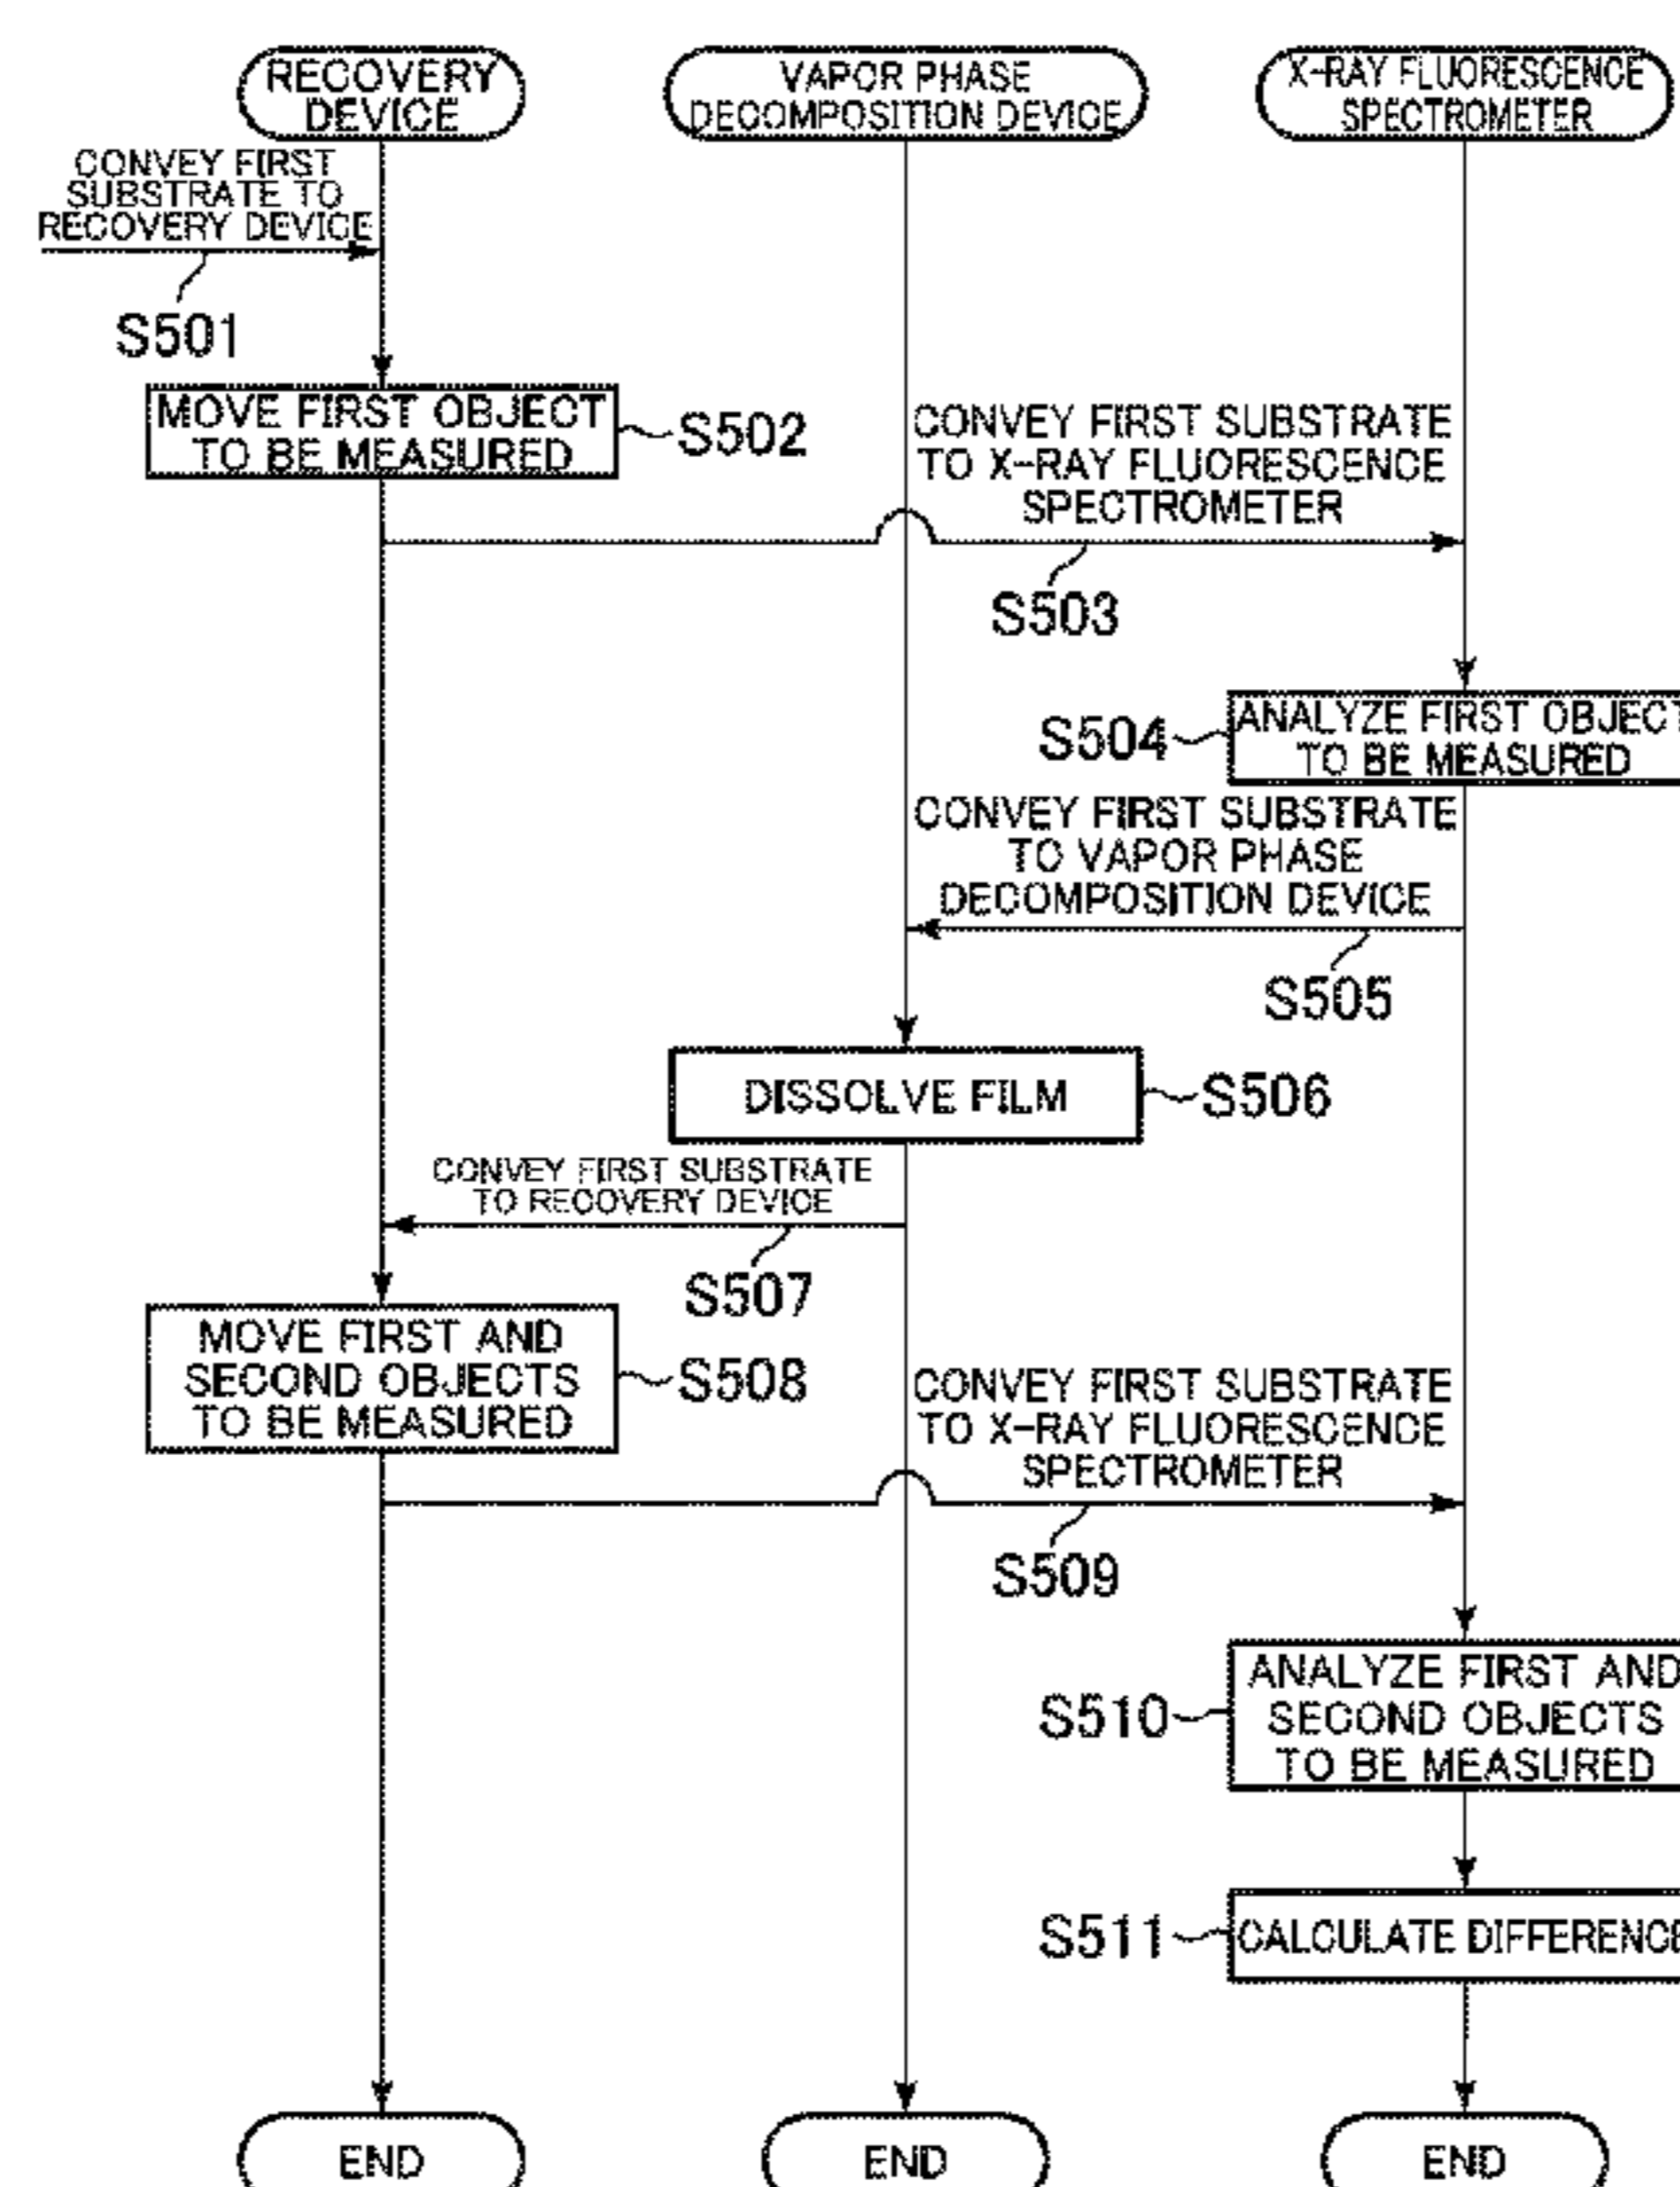 RECOVERY
DEVICE
VAPOR PHASE
DECOMPOSITION DEVICE
X-RAY FLUORESCENCE
SPECTROMETER
CONVEY FIRST
SUBSTRATE TO
RECOVERY DEVICE
S501
MOVE FIRST OBJECT
TO BE MEASURED
S502
CONVEY FIRST SUBSTRATE
TO X-RAY FLUORESCENCE
SPECTROMETER
S503
S504
ANALYZE FIRST OBJECT
TO BE MEASURED
CONVEY FIRST SUBSTRATE
TO VAPOR PHASE
DECOMPOSITION DEVICE
S505
DISSOLVE FILM
S506
CONVEY FIRST SUBSTRATE
TO RECOVERY DEVICE
S507
MOVE FIRST AND
SECOND OBJECTS
TO BE MEASURED
S508
CONVEY FIRST SUBSTRATE
TO X-RAY FLUORESCENCE
SPECTROMETER
S509
S510
ANALYZE FIRST AND
SECOND OBJECTS
TO BE MEASURED
S511
CALCULATE DIFFERENCE
END
END
END